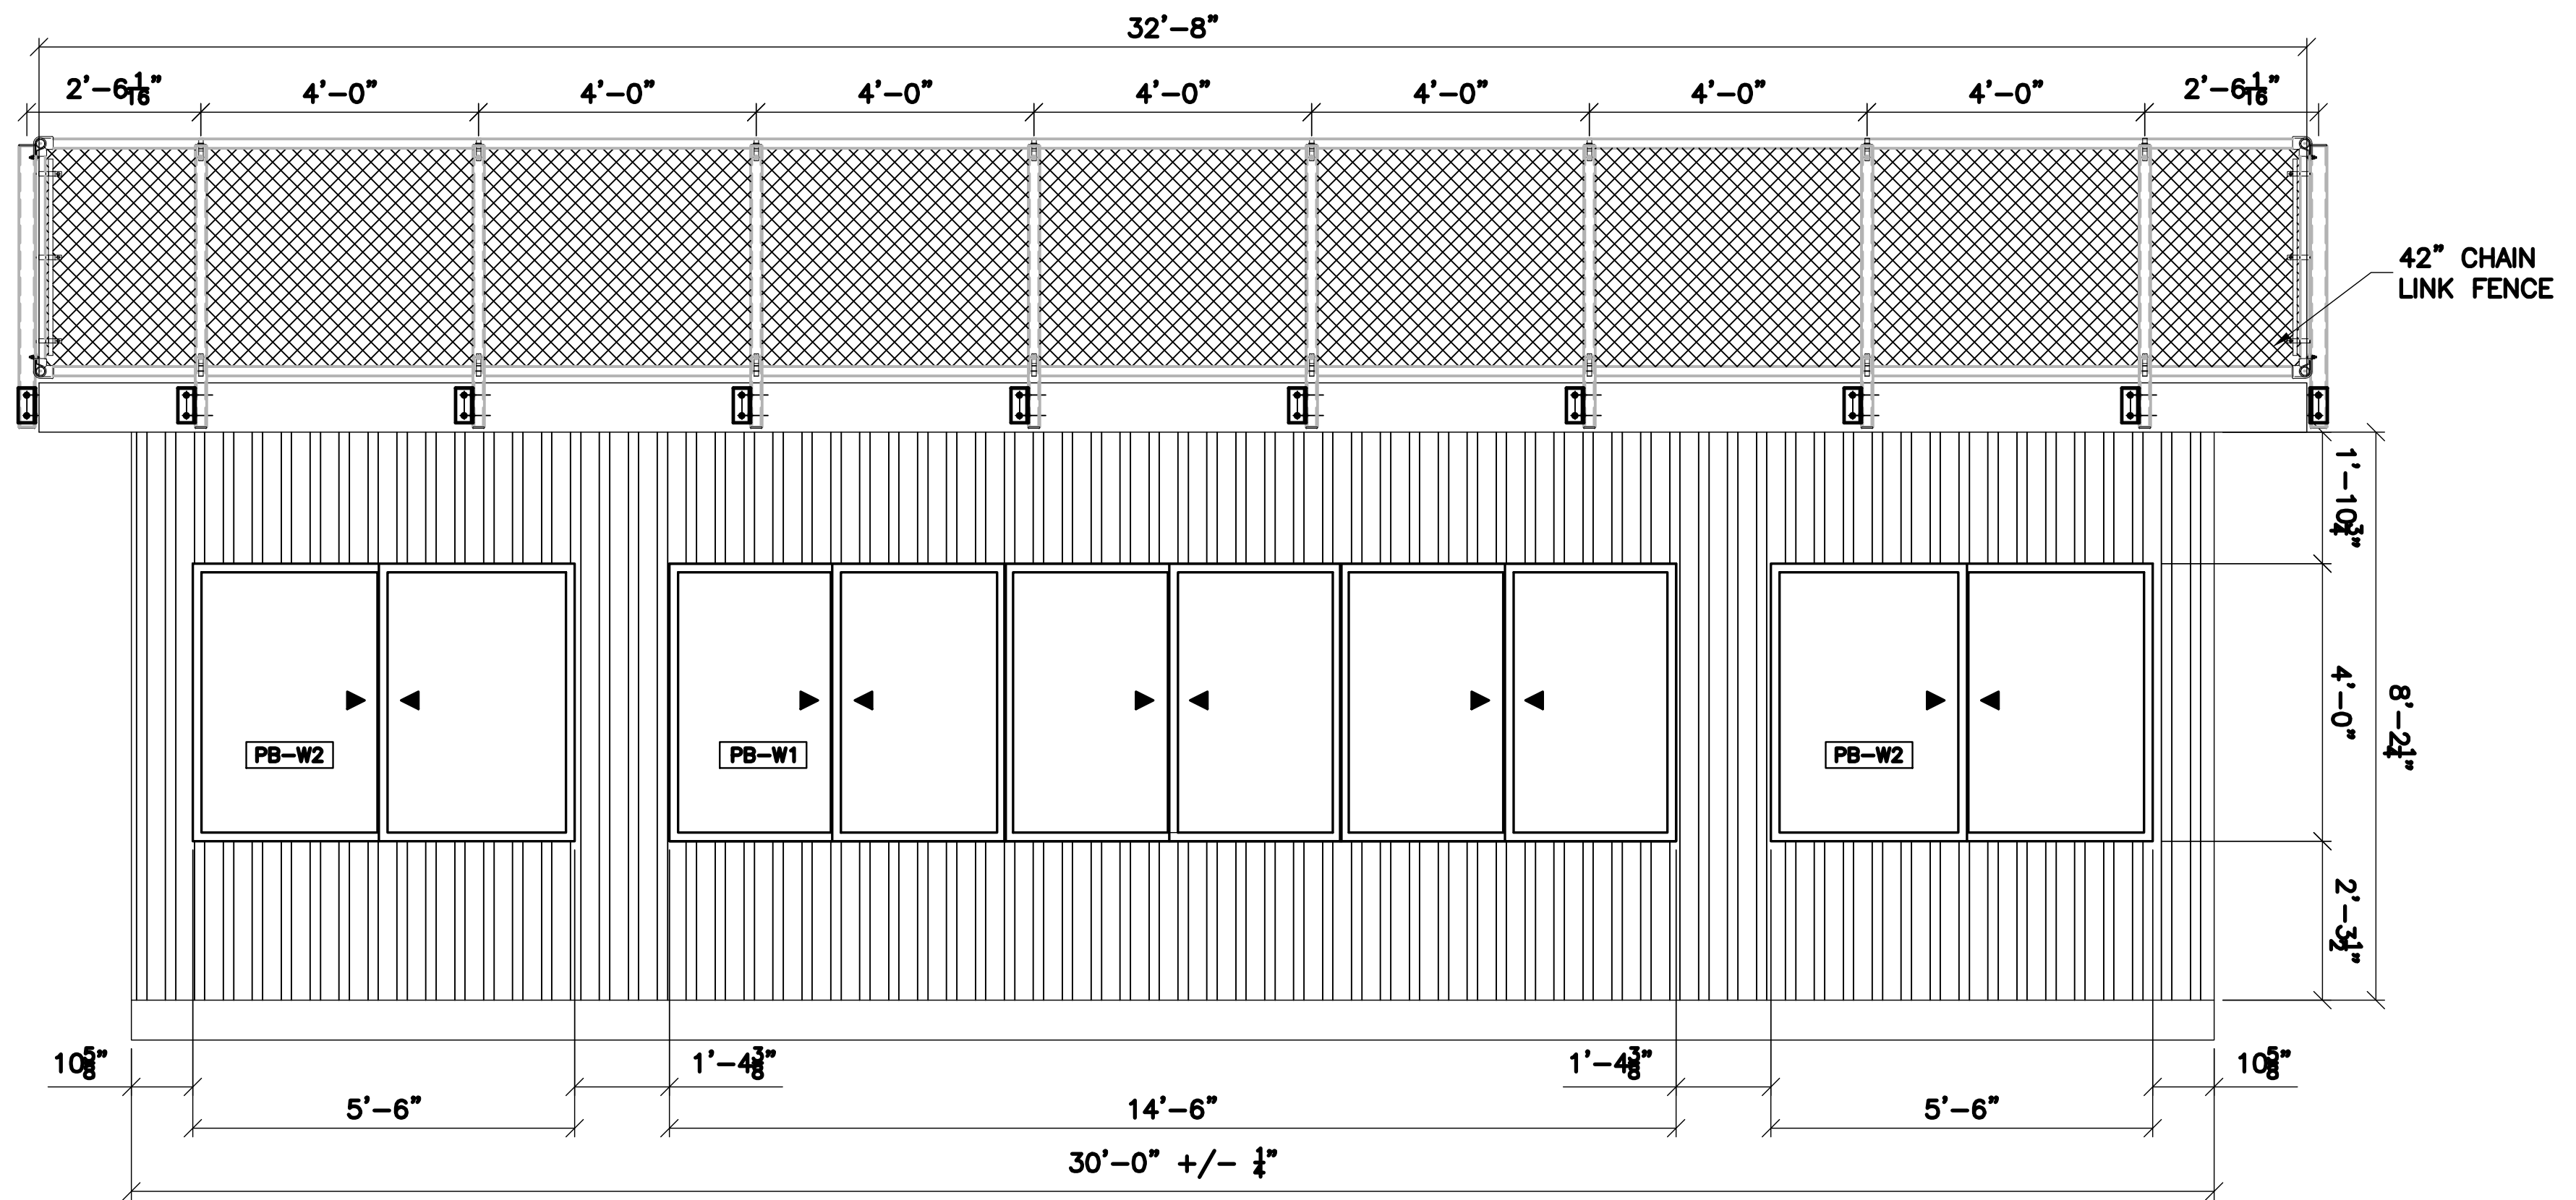 32'-8"
2'-6 1/16" 4'-0" 4'-0" 4'-0" 4'-0" 4'-0" 4'-0" 4'-0" 2'-6 1/16"
42" CHAIN
LINK FENCE
1'-10 3/4"
4'-0"
8'-2 1/4"
2'-3 1/2"
PB-W2 PB-W1 PB-W2
10 5/8" 1'-4 3/8" 1'-4 3/8" 10 5/8"
5'-6" 14'-6" 5'-6"
30'-0" +/- 1/4"